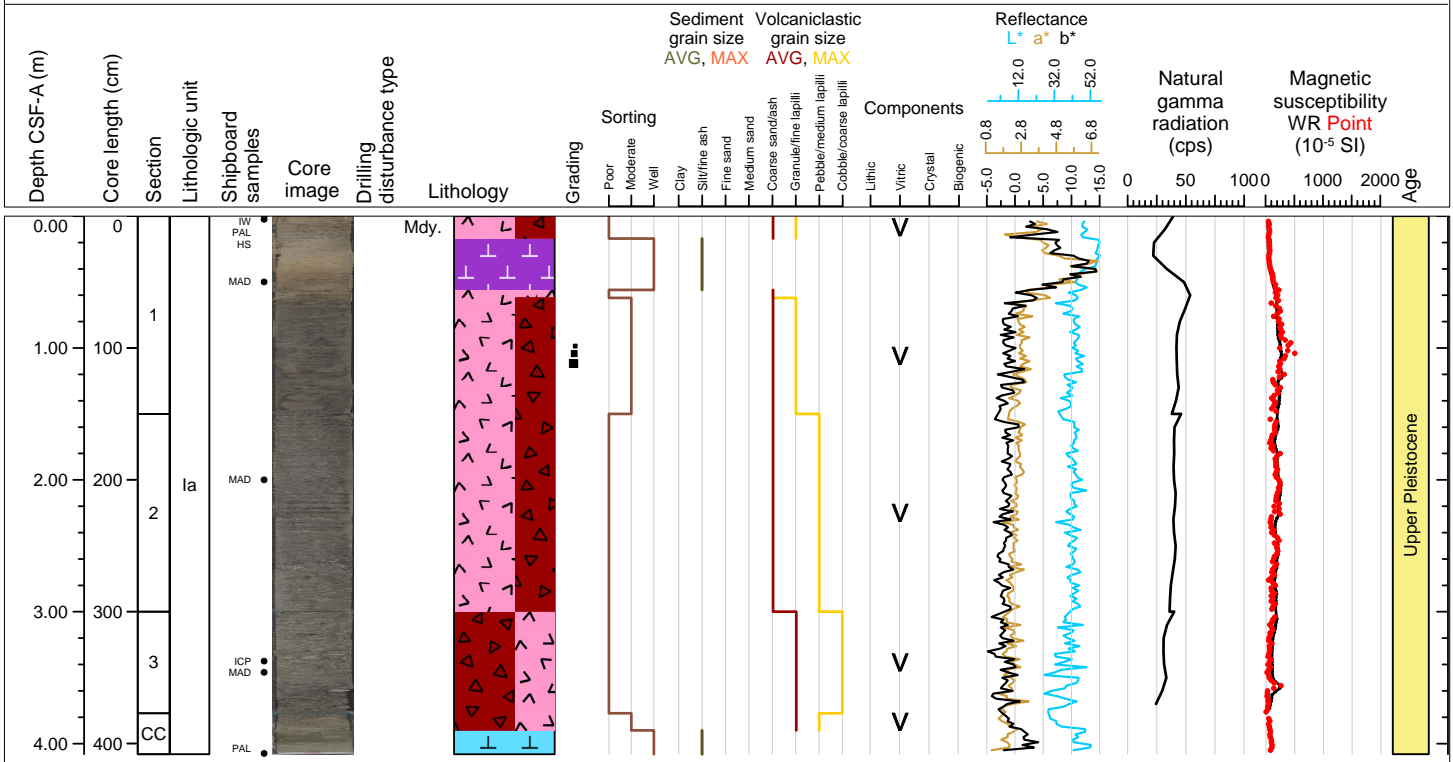 Depth CSF-A (m)
Core length (cm)
Section
Lithologic unit
Shipboard
samples
Core
image
Drilling
disturbance type
Lithology
Grading
Sorting
Poor
Moderate
Well
Sediment
grain size
AVG, MAX
Volcaniclastic
grain size
AVG, MAX
Clay
Silt/fine ash
Fine sand
Medium sand
Coarse sand/ash
Granule/fine lapilli
Pebble/medium lapilli
Cobble/coarse lapilli
Components
Lithic
Vitric
Crystal
Biogenic
Reflectance
L* a* b*
12.0 32.0 52.0
0.8 2.8 4.8 6.8
-5.0 0.0 5.0 10.0 15.0
Natural
gamma
radiation
(cps)
0 50 100
Magnetic
susceptibility
WR Point
(10-5 SI)
0 1000 2000
Age
0.00 0
1.00 100
2.00 200
3.00 300
4.00 400
1
2
3
CC
Ia
IW
PAL
HS
MAD
MAD
ICP
MAD
PAL
Mdy.
V
V
V
V
V
Upper Pleistocene